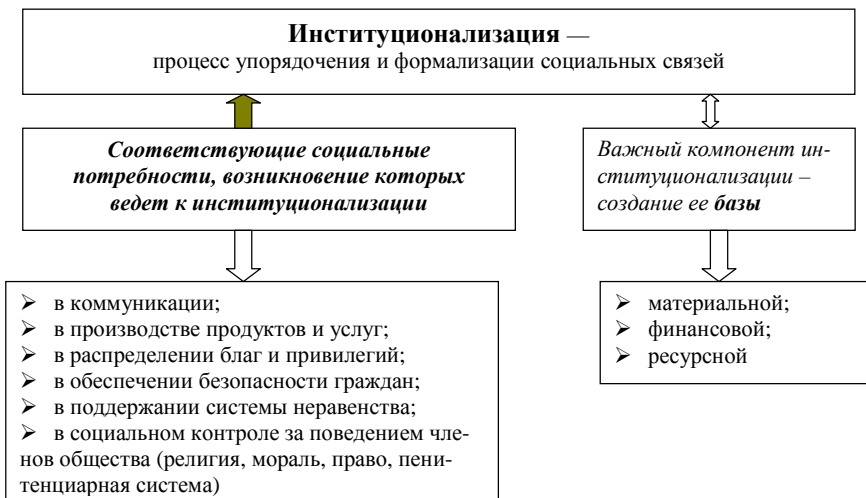 Институционализация —
процесс упорядочения и формализации социальных связей
Соответствующие социальные
потребности, возникновение которых
ведет к институционализации
Важный компонент ин-
ституционализации –
создание ее базы
➢ в коммуникации;
➢ в производстве продуктов и услуг;
➢ в распределении благ и привилегий;
➢ в обеспечении безопасности граждан;
➢ в поддержании системы неравенства;
➢ в социальном контроле за поведением чле-
нов общества (религия, мораль, право, пени-
тенциарная система)
➢ материальной;
➢ финансовой;
➢ ресурсной